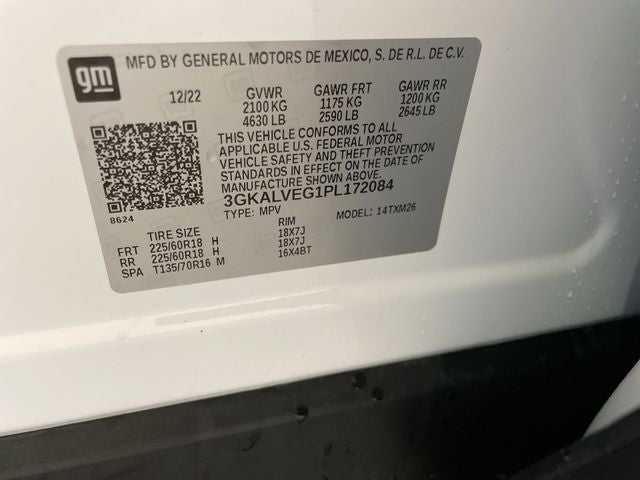 gm
MFD BY GENERAL MOTORS DE MEXICO, S. DE R.L. DE C.V.
12/22 GVWR GAWR FRT GAWR RR
2100 KG 1175 KG 1200 KG
4630 LB 2590 LB 2645 LB
THIS VEHICLE CONFORMS TO ALL
APPLICABLE U.S. FEDERAL MOTOR
VEHICLE SAFETY AND THEFT PREVENTION
STANDARDS IN EFFECT ON THE DATE OF
MANUFACTURE SHOWN ABOVE.
3GKALVEG1PL172084
8624
TYPE: MPV MODEL: 14TXM26
TIRE SIZE RIM
FRT 225/60R18 H 18X7J
RR 225/60R18 H 18X7J
SPA T135/70R16 M 16X4BT